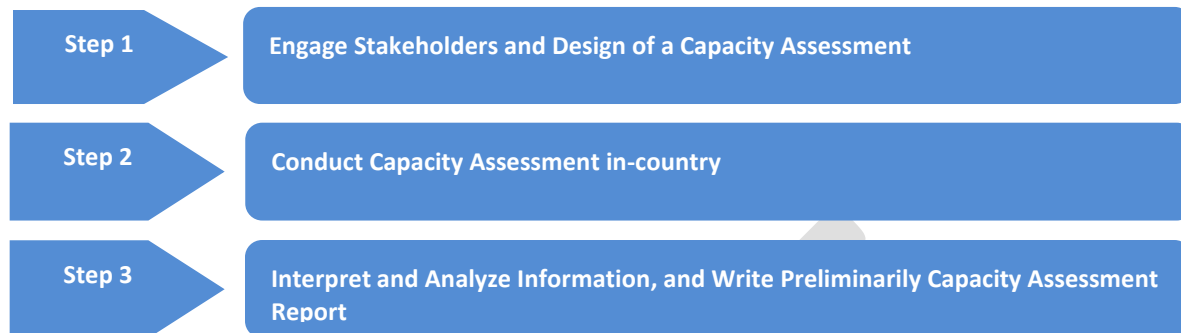 Step 1
Engage Stakeholders and Design of a Capacity Assessment
Step 2
Conduct Capacity Assessment in-country
Step 3
Interpret and Analyze Information, and Write Preliminarily Capacity Assessment
Report